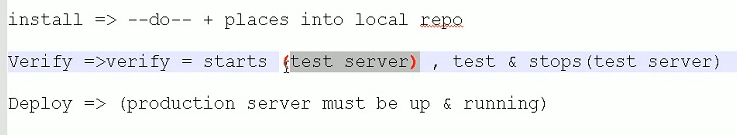 install => --do-- + places into local repo
Verify =>verify = starts (test server) , test & stops(test server)
Deploy => (production server must be up & running)